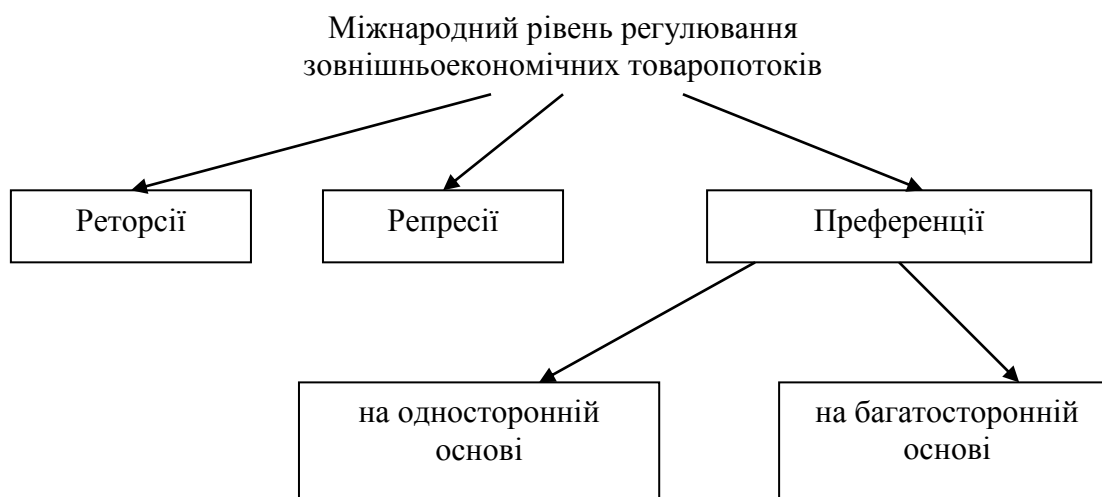 Міжнародний рівень регулювання
зовнішньоекономічних товаропотоків
Реторсії
Репресії
Преференції
на односторонній
основі
на багатосторонній
основі